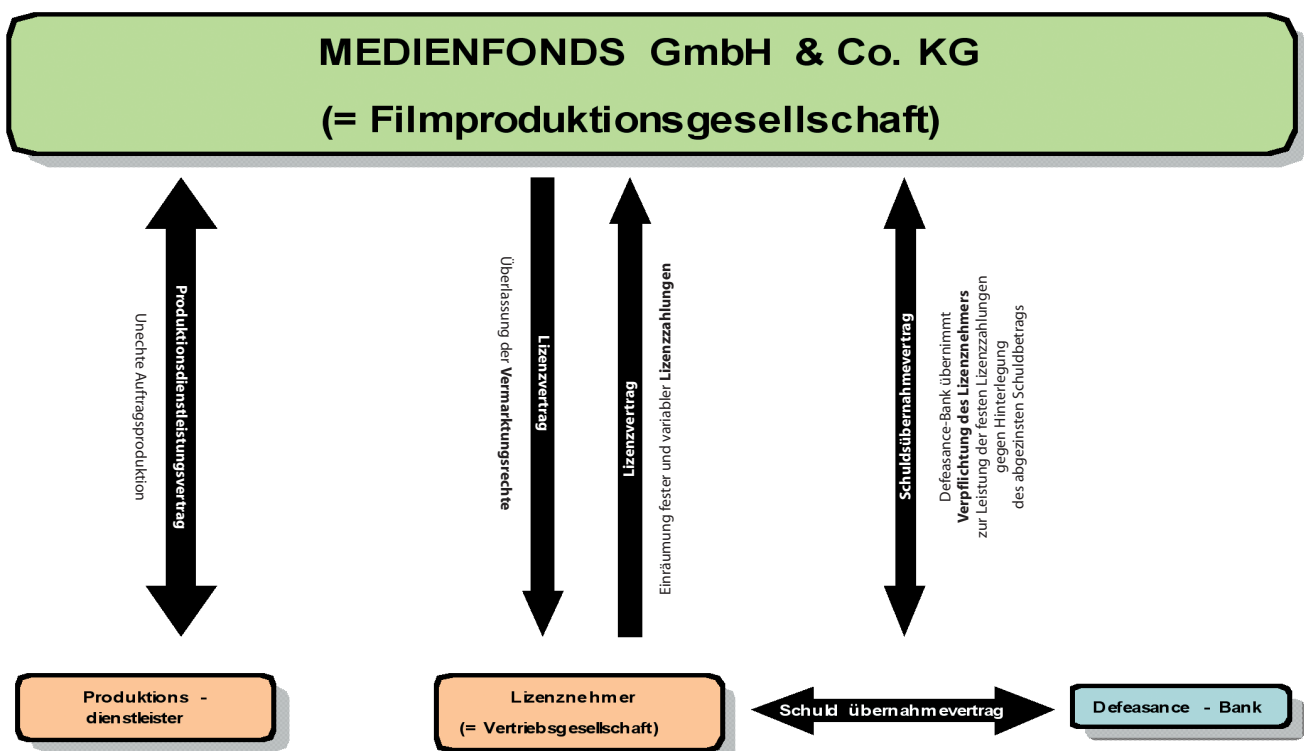 MEDIENFONDS GmbH & Co. KG
(= Filmproduktionsgesellschaft)
Unechte Auftragsproduktion
Produktionsdienstleistungsvertrag
Überlassung der Vermarktungsrechte
Lizenzvertrag
Lizenzvertrag
Einräumung fester und variabler Lizenzzahlungen
Schuldsübernahmevertrag
Defeasance-Bank übernimmt
Verpflichtung des Lizenznehmers
zur Leistung der festen Lizenzzahlungen
gegen Hinterlegung
des abgezinsten Schuldbetrags
Produktions -
dienstleister
Lizenznehmer
(= Vertriebsgesellschaft)
Schuld übernahmevertrag
Defeasance - Bank